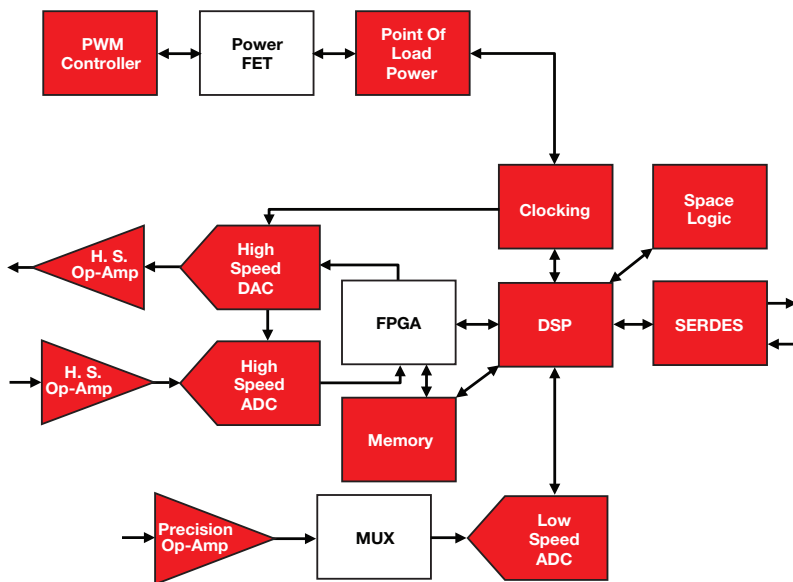 PWM
Controller
Power
FET
Point Of
Load
Power
Clocking
Space
Logic
H. S.
Op-Amp
High
Speed
DAC
FPGA
DSP
SERDES
H. S.
Op-Amp
High
Speed
ADC
Memory
Precision
Op-Amp
MUX
Low
Speed
ADC